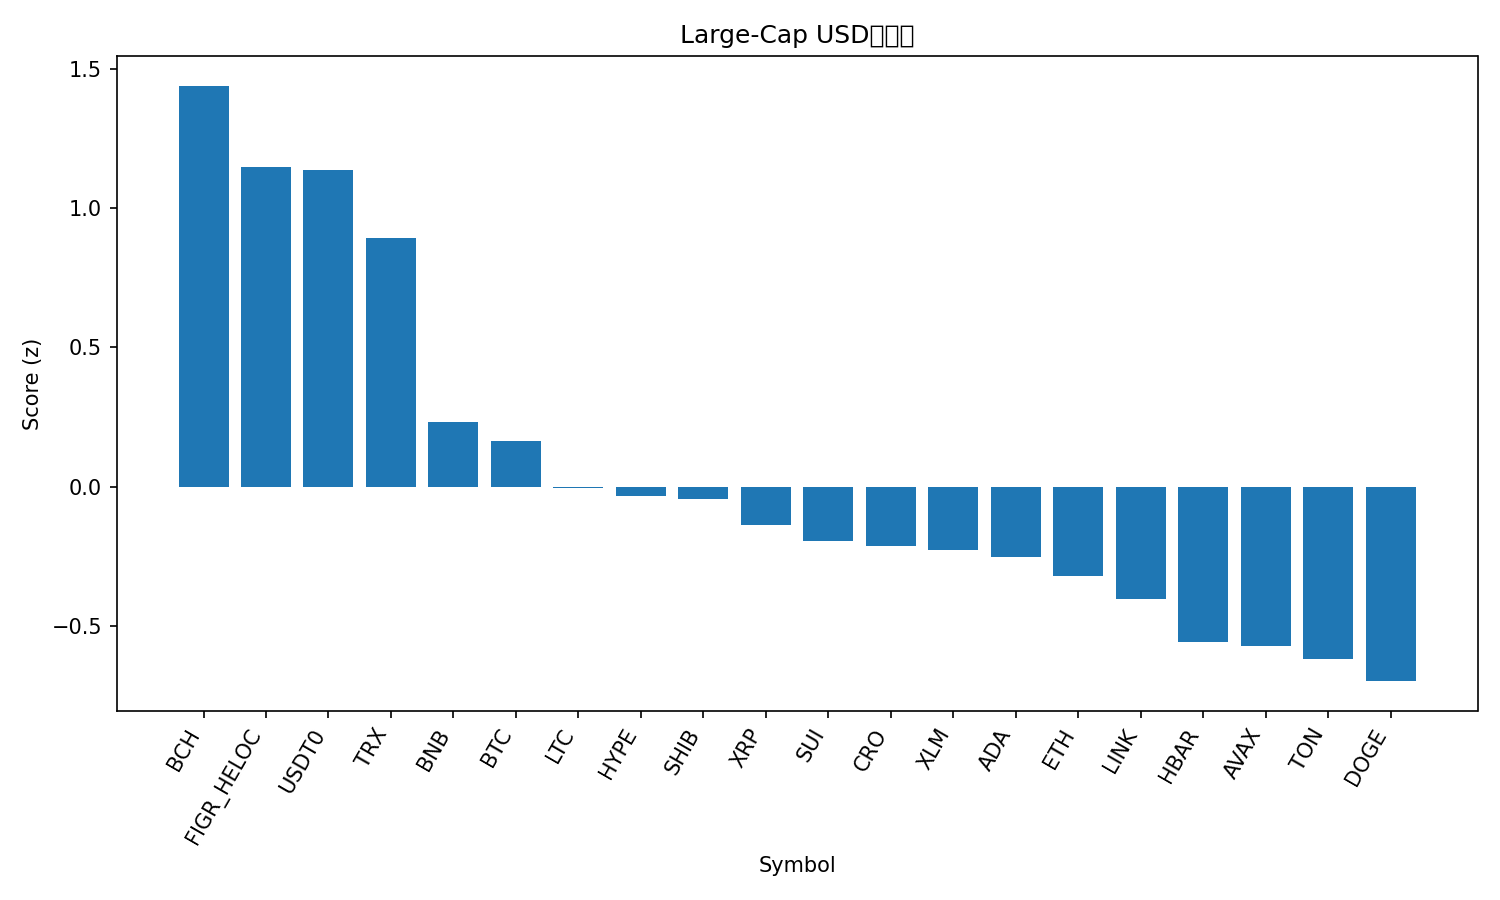 Large-Cap USD
1.5
1.0
0.5
0.0
−0.5
Score (z)
BCH
FIGR_HELOC
USDT0
TRX
BNB
BTC
LTC
HYPE
SHIB
XRP
SUI
CRO
XLM
ADA
ETH
LINK
HBAR
AVAX
TON
DOGE
Symbol